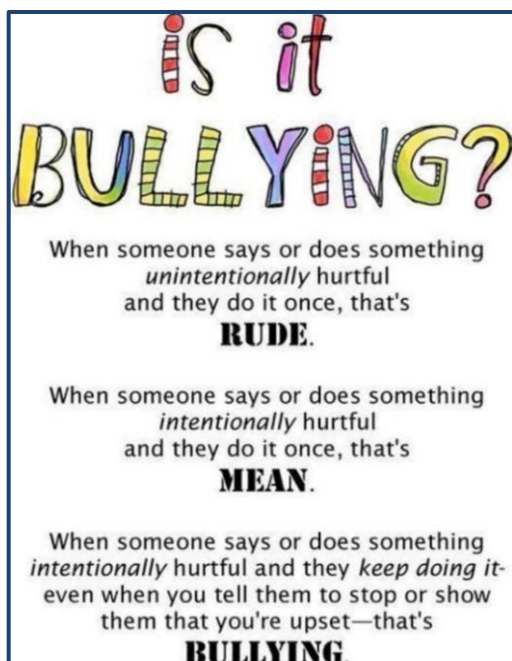 is it
BULLYiNG?
When someone says or does something
unintentionally hurtful
and they do it once, that's
RUDE.
When someone says or does something
intentionally hurtful
and they do it once, that's
MEAN.
When someone says or does something
intentionally hurtful and they keep doing it-
even when you tell them to stop or show
them that you're upset—that's
BULLYING.